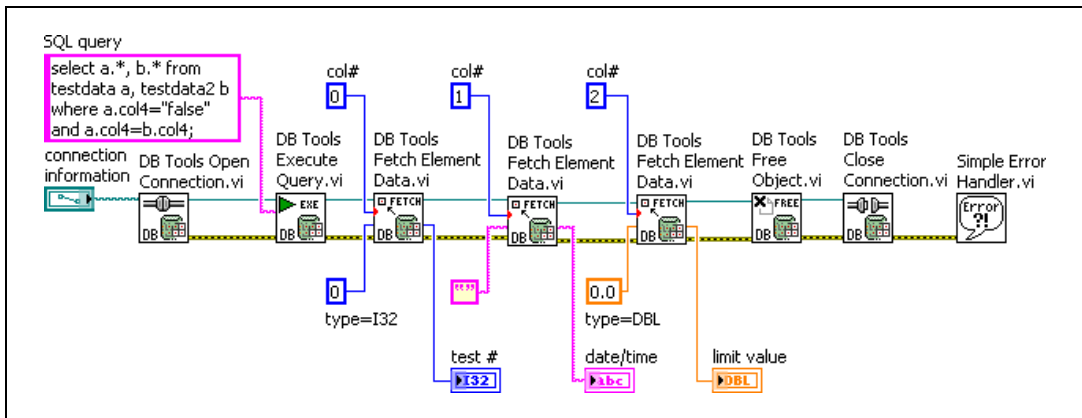 SQL query
select a.*, b.* from
testdata a, testdata2 b
where a.col4="false"
and a.col4=b.col4;
connection
information
DB Tools Open
Connection.vi
DB
DB Tools
Execute
Query.vi
EXE
DB
col#
0
DB Tools
Fetch Element
Data.vi
FETCH
DB
0
type=I32
test #
I32
col#
1
DB Tools
Fetch Element
Data.vi
FETCH
DB
""
date/time
abc
col#
2
DB Tools
Fetch Element
Data.vi
FETCH
DB
0.0
type=DBL
limit value
DBL
DB Tools
Free
Object.vi
FREE
DB
DB Tools
Close
Connection.vi
DB
Simple Error
Handler.vi
Error
?!